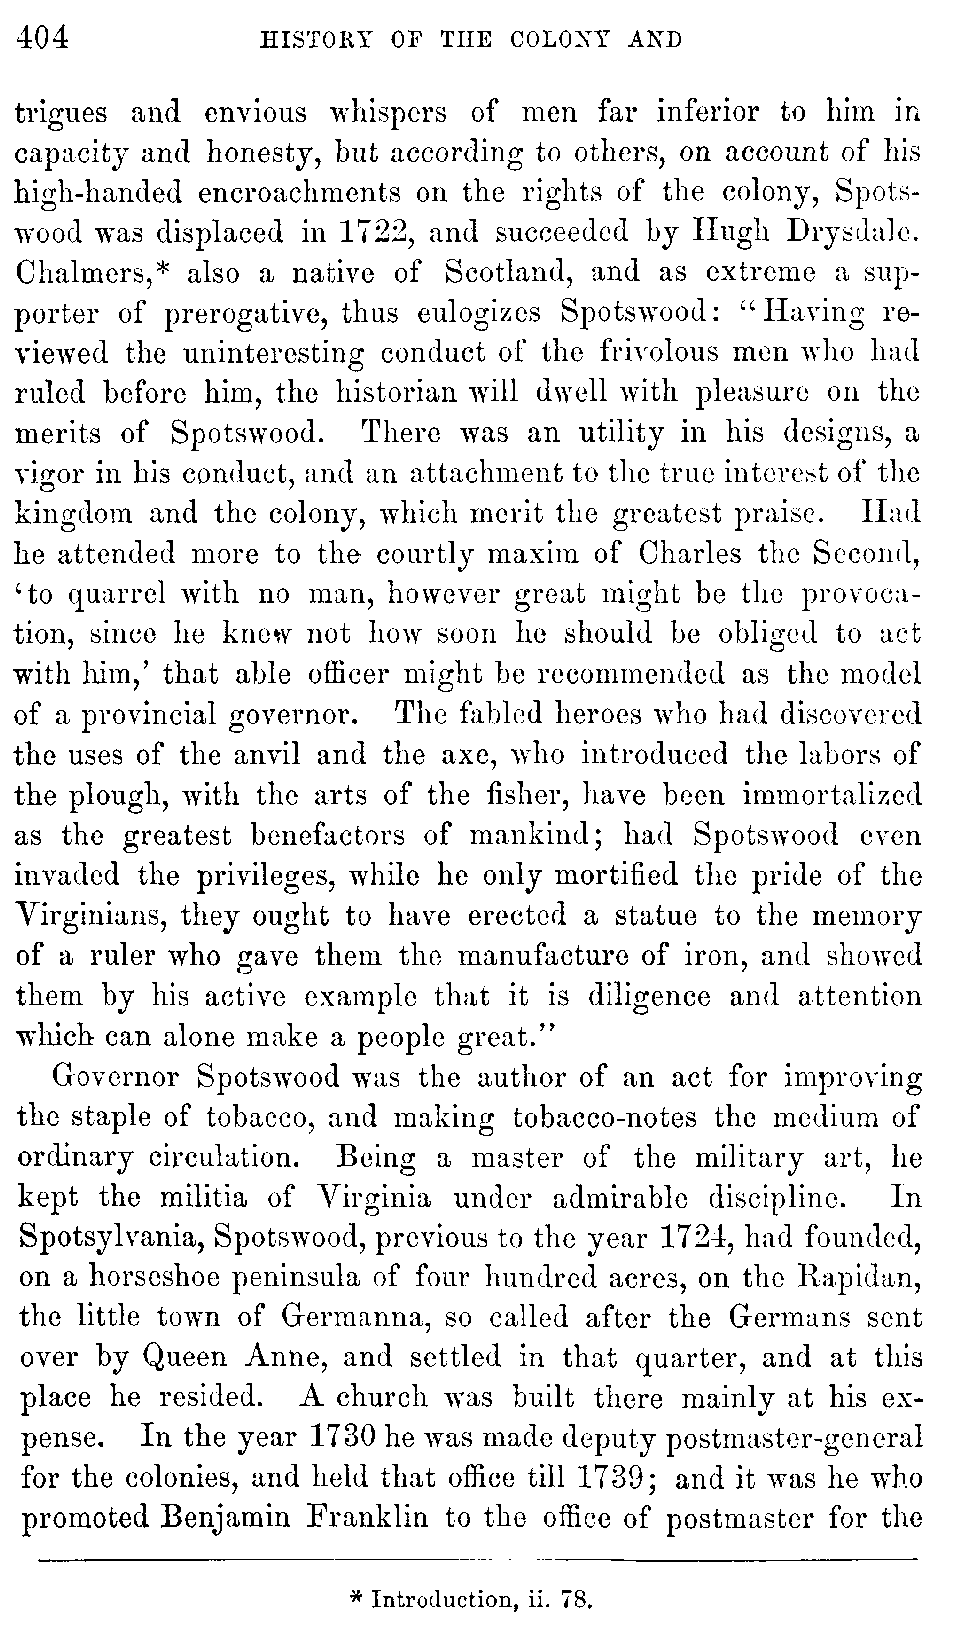 404 HISTORY OF THE COLONY AND
trigues and envious whispers of men far inferior to him in
capacity and honesty, but according to others, on account of his
high-handed encroachments on the rights of the colony, Spots-
wood was displaced in 1722, and succeeded by Hugh Drysdale.
Chalmers,* also a native of Scotland, and as extreme a sup-
porter of prerogative, thus eulogizes Spotswood: "Having re-
viewed the uninteresting conduct of the frivolous men who had
ruled before him, the historian will dwell with pleasure on the
merits of Spotswood. There was an utility in his designs, a
vigor in his conduct, and an attachment to the true interest of the
kingdom and the colony, which merit the greatest praise. Had
he attended more to the courtly maxim of Charles the Second,
'to quarrel with no man, however great might be the provoca-
tion, since he knew not how soon he should be obliged to act
with him,' that able officer might be recommended as the model
of a provincial governor. The fabled heroes who had discovered
the uses of the anvil and the axe, who introduced the labors of
the plough, with the arts of the fisher, have been immortalized
as the greatest benefactors of mankind; had Spotswood even
invaded the privileges, while he only mortified the pride of the
Virginians, they ought to have erected a statue to the memory
of a ruler who gave them the manufacture of iron, and showed
them by his active example that it is diligence and attention
which can alone make a people great."
Governor Spotswood was the author of an act for improving
the staple of tobacco, and making tobacco-notes the medium of
ordinary circulation. Being a master of the military art, he
kept the militia of Virginia under admirable discipline. In
Spotsylvania, Spotswood, previous to the year 1724, had founded,
on a horseshoe peninsula of four hundred acres, on the Rapidan,
the little town of Germanna, so called after the Germans sent
over by Queen Anne, and settled in that quarter, and at this
place he resided. A church was built there mainly at his ex-
pense. In the year 1730 he was made deputy postmaster-general
for the colonies, and held that office till 1739; and it was he who
promoted Benjamin Franklin to the office of postmaster for the
* Introduction, ii. 78.